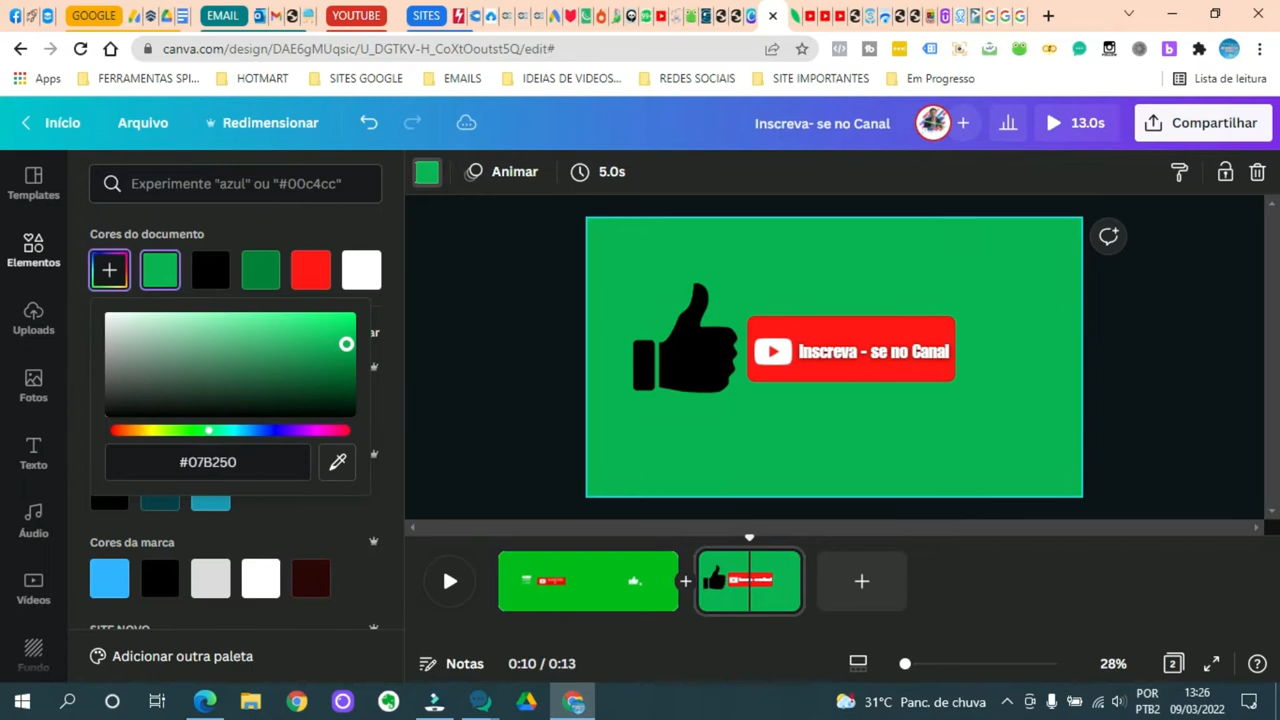 GOOGLE
EMAIL
YOUTUBE
SITES
canva.com/design/DAE6gMUqsic/U_DGTKV-H_CoXtOoutst5Q/edit#
Apps
FERRAMENTAS SPI...
HOTMART
SITES GOOGLE
EMAILS
IDEIAS DE VIDEOS...
REDES SOCIAIS
SITE IMPORTANTES
Em Progresso
Lista de leitura
Início
Arquivo
Redimensionar
Inscreva- se no Canal
13.0s
Compartilhar
Templates
Elementos
Uploads
Fotos
Texto
Áudio
Vídeos
Fundo
Experimente "azul" ou "#00c4cc"
Animar
5.0s
Cores do documento
ar
#07B250
Cores da marca
SITE NOVO
Adicionar outra paleta
Inscreva - se no Canal
Notas
0:10 / 0:13
28%
2
31°C Panc. de chuva
POR
PTB2
13:26
09/03/2022